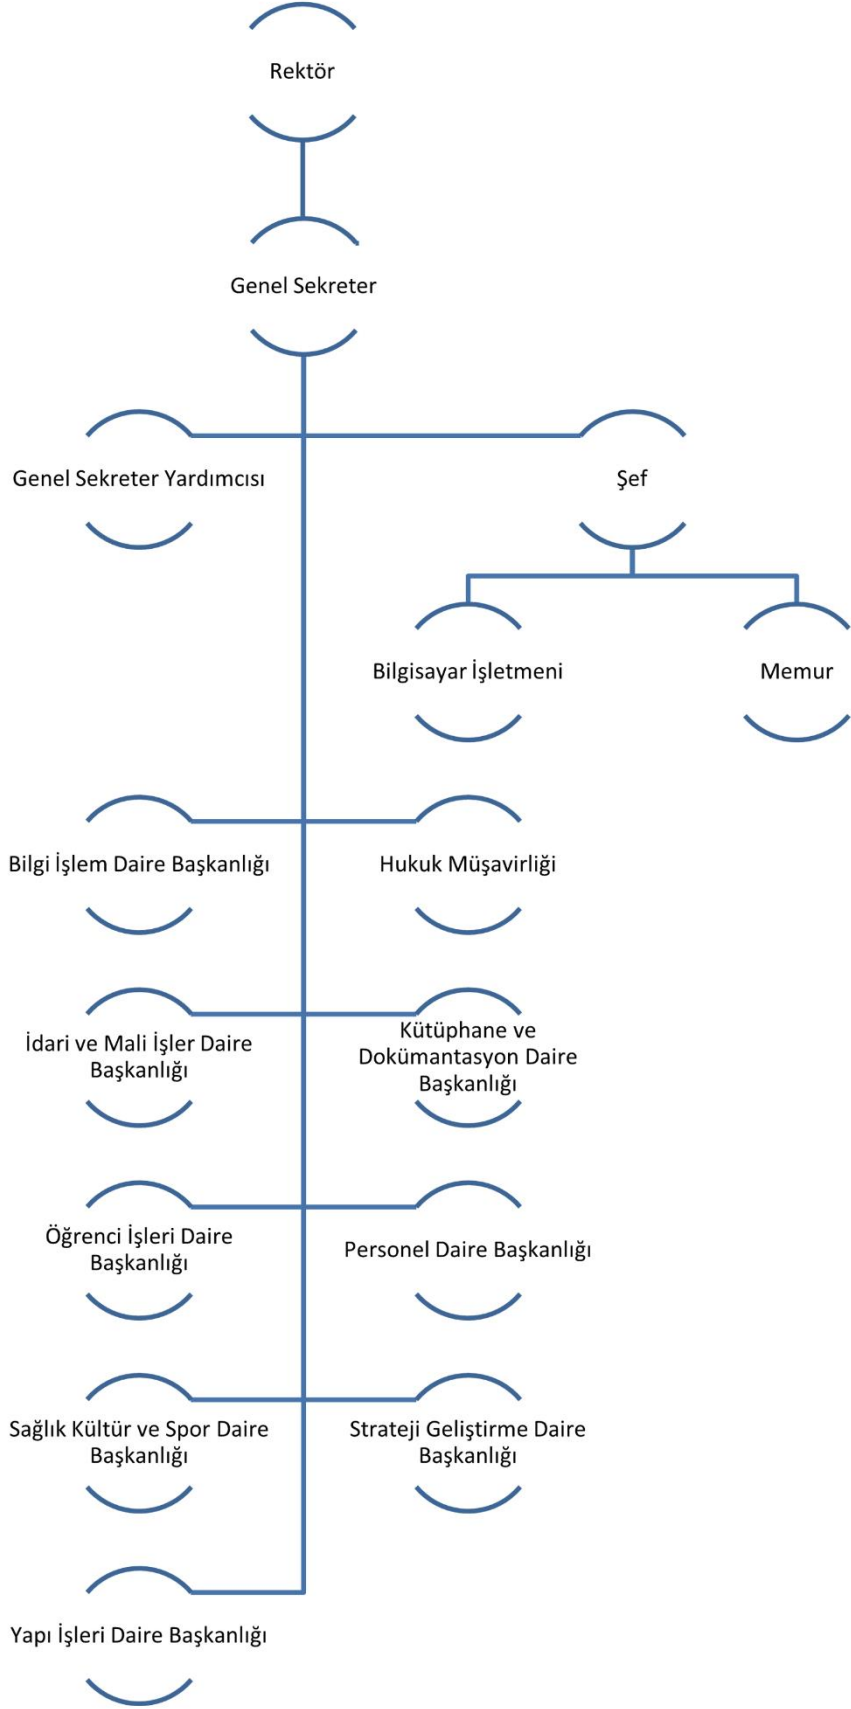 Rektör
Genel Sekreter
Genel Sekreter Yardımcısı
Şef
Bilgisayar İşletmeni
Memur
Bilgi İşlem Daire Başkanlığı
Hukuk Müşavirliği
İdari ve Mali İşler Daire
Başkanlığı
Kütüphane ve
Dokümantasyon Daire
Başkanlığı
Öğrenci İşleri Daire
Başkanlığı
Personel Daire Başkanlığı
Sağlık Kültür ve Spor Daire
Başkanlığı
Strateji Geliştirme Daire
Başkanlığı
Yapı İşleri Daire Başkanlığı